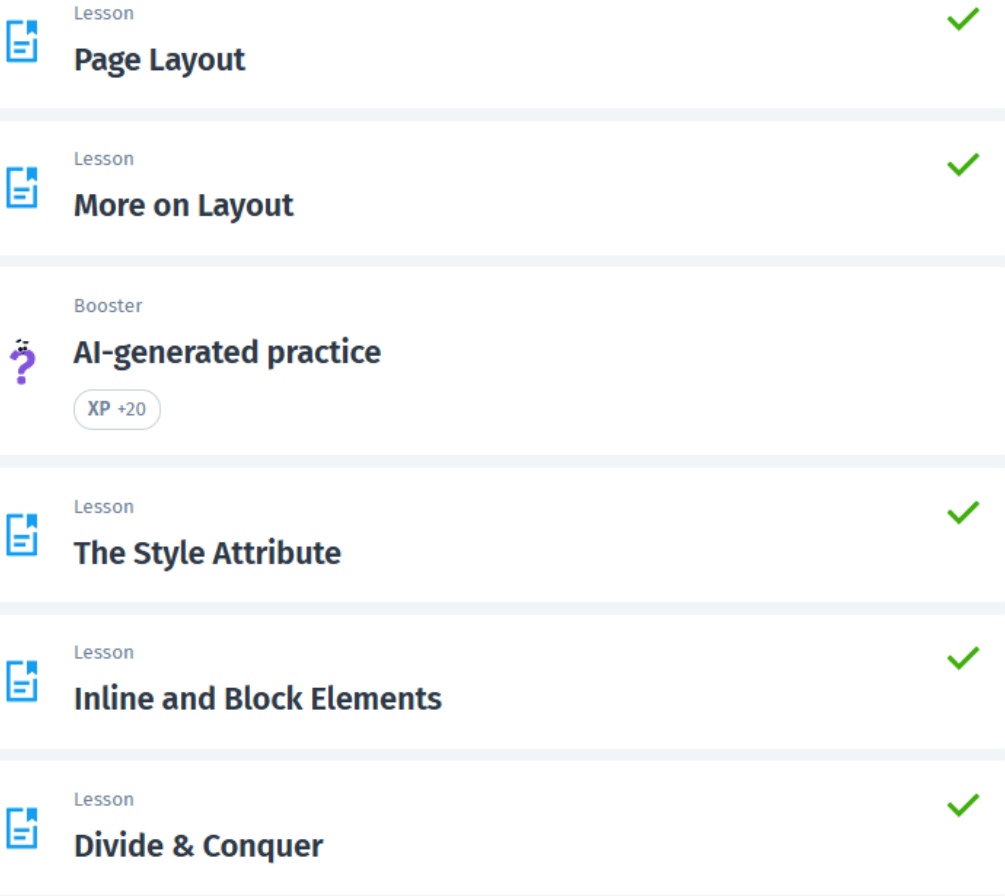 Lesson
Page Layout
Lesson
More on Layout
Booster
AI-generated practice
XP +20
Lesson
The Style Attribute
Lesson
Inline and Block Elements
Lesson
Divide & Conquer